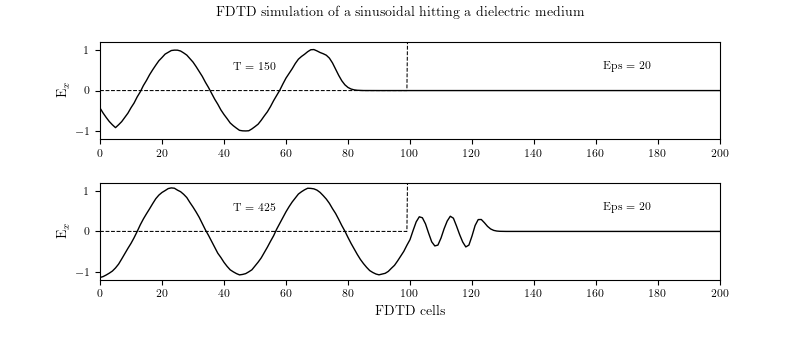 FDTD simulation of a sinusoidal hitting a dielectric medium
1
0
−1
Eₓ
T = 150
Eps = 20
0 20 40 60 80 100 120 140 160 180 200
1
0
−1
Eₓ
T = 425
Eps = 20
0 20 40 60 80 100 120 140 160 180 200
FDTD cells